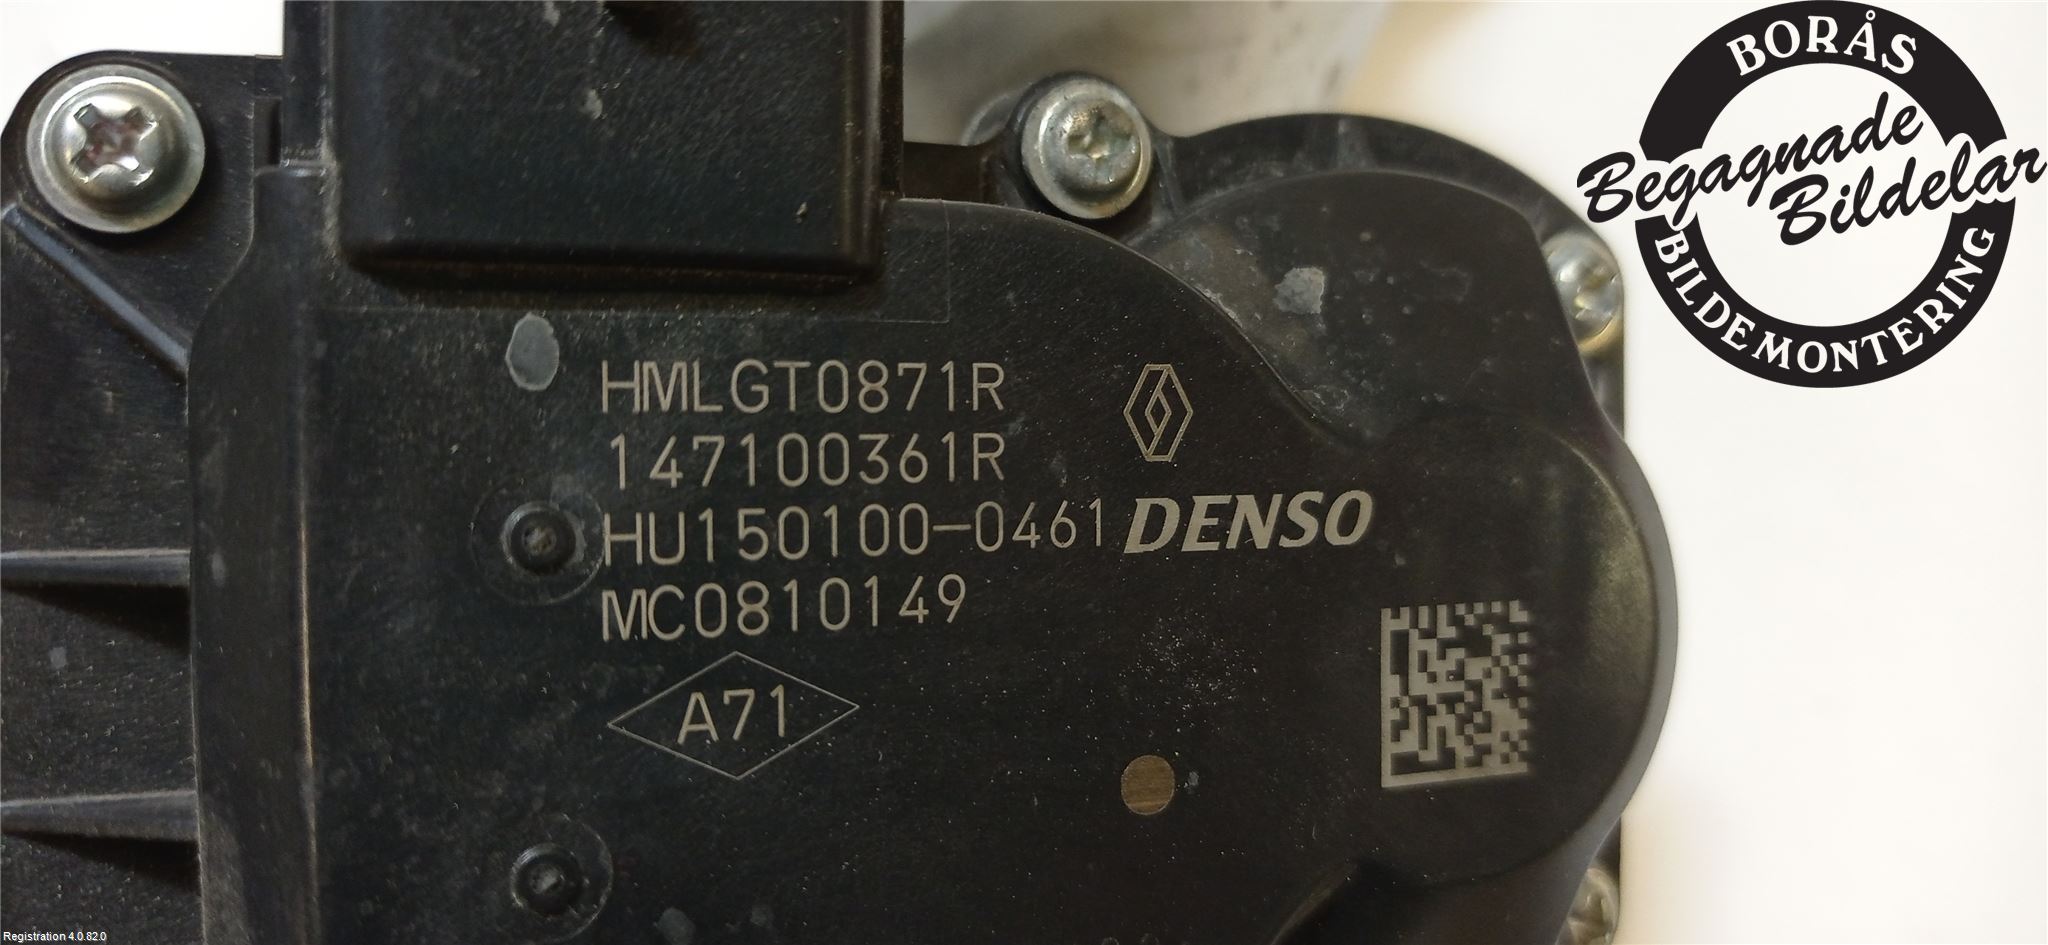 BORÅS
Begagnade
Bildelar
BILDEMONTERING
HMLGT0871R
147100361R
HU150100-0461 DENSO
MC0810149
A71
Registration 4.0.82.0